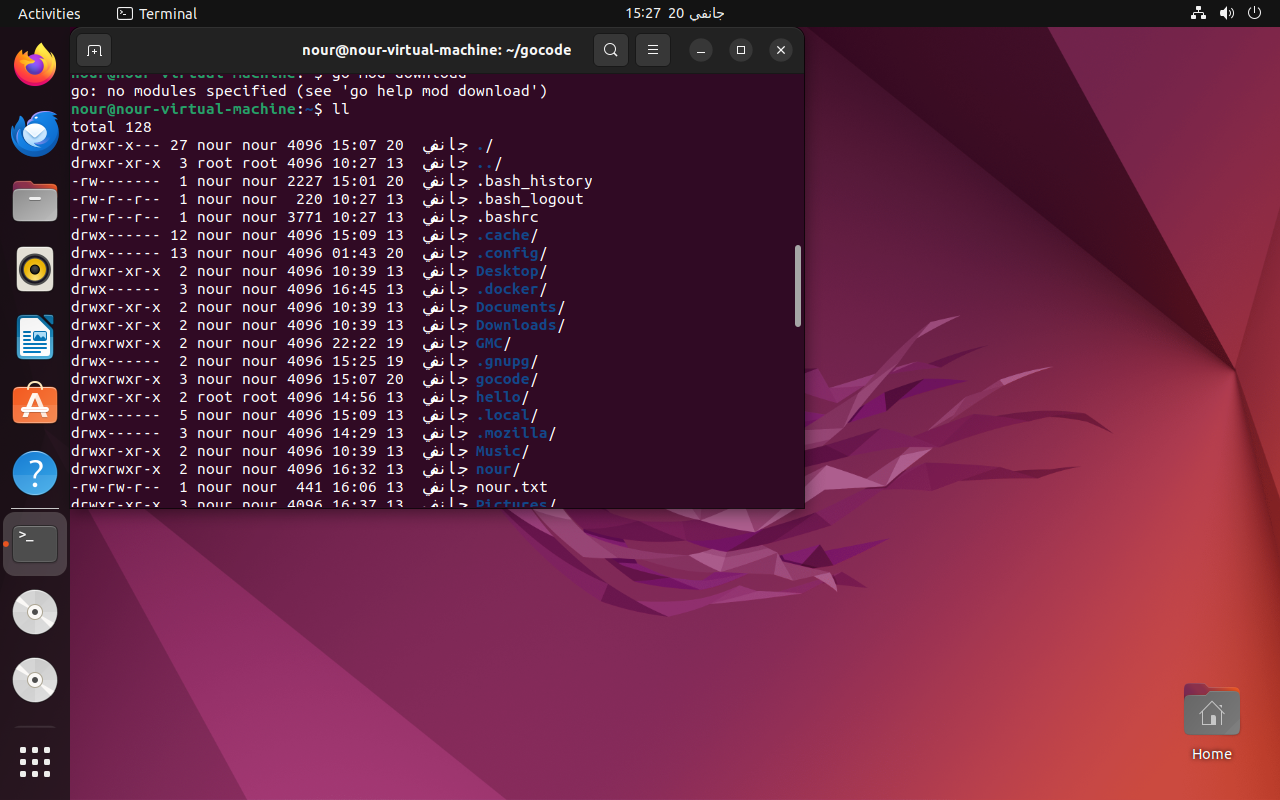 Activities
Terminal
15:27 20 جانفي
nour@nour-virtual-machine: ~/gocode
nour@nour-virtual-machine:~$ go mod download
go: no modules specified (see 'go help mod download')
nour@nour-virtual-machine:~$ ll
total 128
drwxr-x--- 27 nour nour 4096 15:07 20 جانفي ./
drwxr-xr-x 3 root root 4096 10:27 13 جانفي ../
-rw------- 1 nour nour 2227 15:01 20 جانفي .bash_history
-rw-r--r-- 1 nour nour 220 10:27 13 جانفي .bash_logout
-rw-r--r-- 1 nour nour 3771 10:27 13 جانفي .bashrc
drwx------ 12 nour nour 4096 15:09 13 جانفي .cache/
drwx------ 13 nour nour 4096 01:43 20 جانفي .config/
drwxr-xr-x 2 nour nour 4096 10:39 13 جانفي Desktop/
drwx------ 3 nour nour 4096 16:45 13 جانفي .docker/
drwxr-xr-x 2 nour nour 4096 10:39 13 جانفي Documents/
drwxr-xr-x 2 nour nour 4096 10:39 13 جانفي Downloads/
drwxrwxr-x 2 nour nour 4096 22:22 19 جانفي GMC/
drwx------ 2 nour nour 4096 15:25 19 جانفي .gnupg/
drwxrwxr-x 3 nour nour 4096 15:07 20 جانفي gocode/
drwxr-xr-x 2 root root 4096 14:56 13 جانفي hello/
drwx------ 5 nour nour 4096 15:09 13 جانفي .local/
drwx------ 3 nour nour 4096 14:29 13 جانفي .mozilla/
drwxr-xr-x 2 nour nour 4096 10:39 13 جانفي Music/
drwxrwxr-x 2 nour nour 4096 16:32 13 جانفي nour/
-rw-rw-r-- 1 nour nour 441 16:06 13 جانفي nour.txt
drwxr-xr-x 3 nour nour 4096 16:37 13 جانفي Pictures/
Home